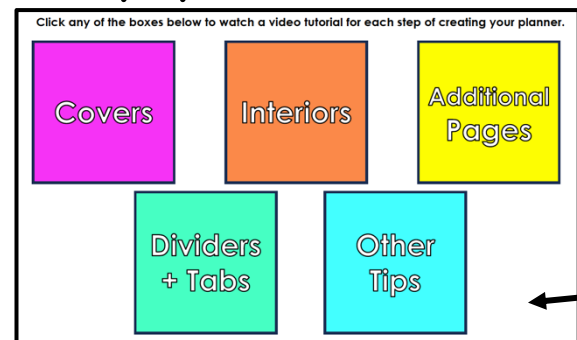 Click any of the boxes below to watch a video tutorial for each step of creating your planner.
Covers
Interiors
Additional
Pages
Dividers
+ Tabs
Other
Tips